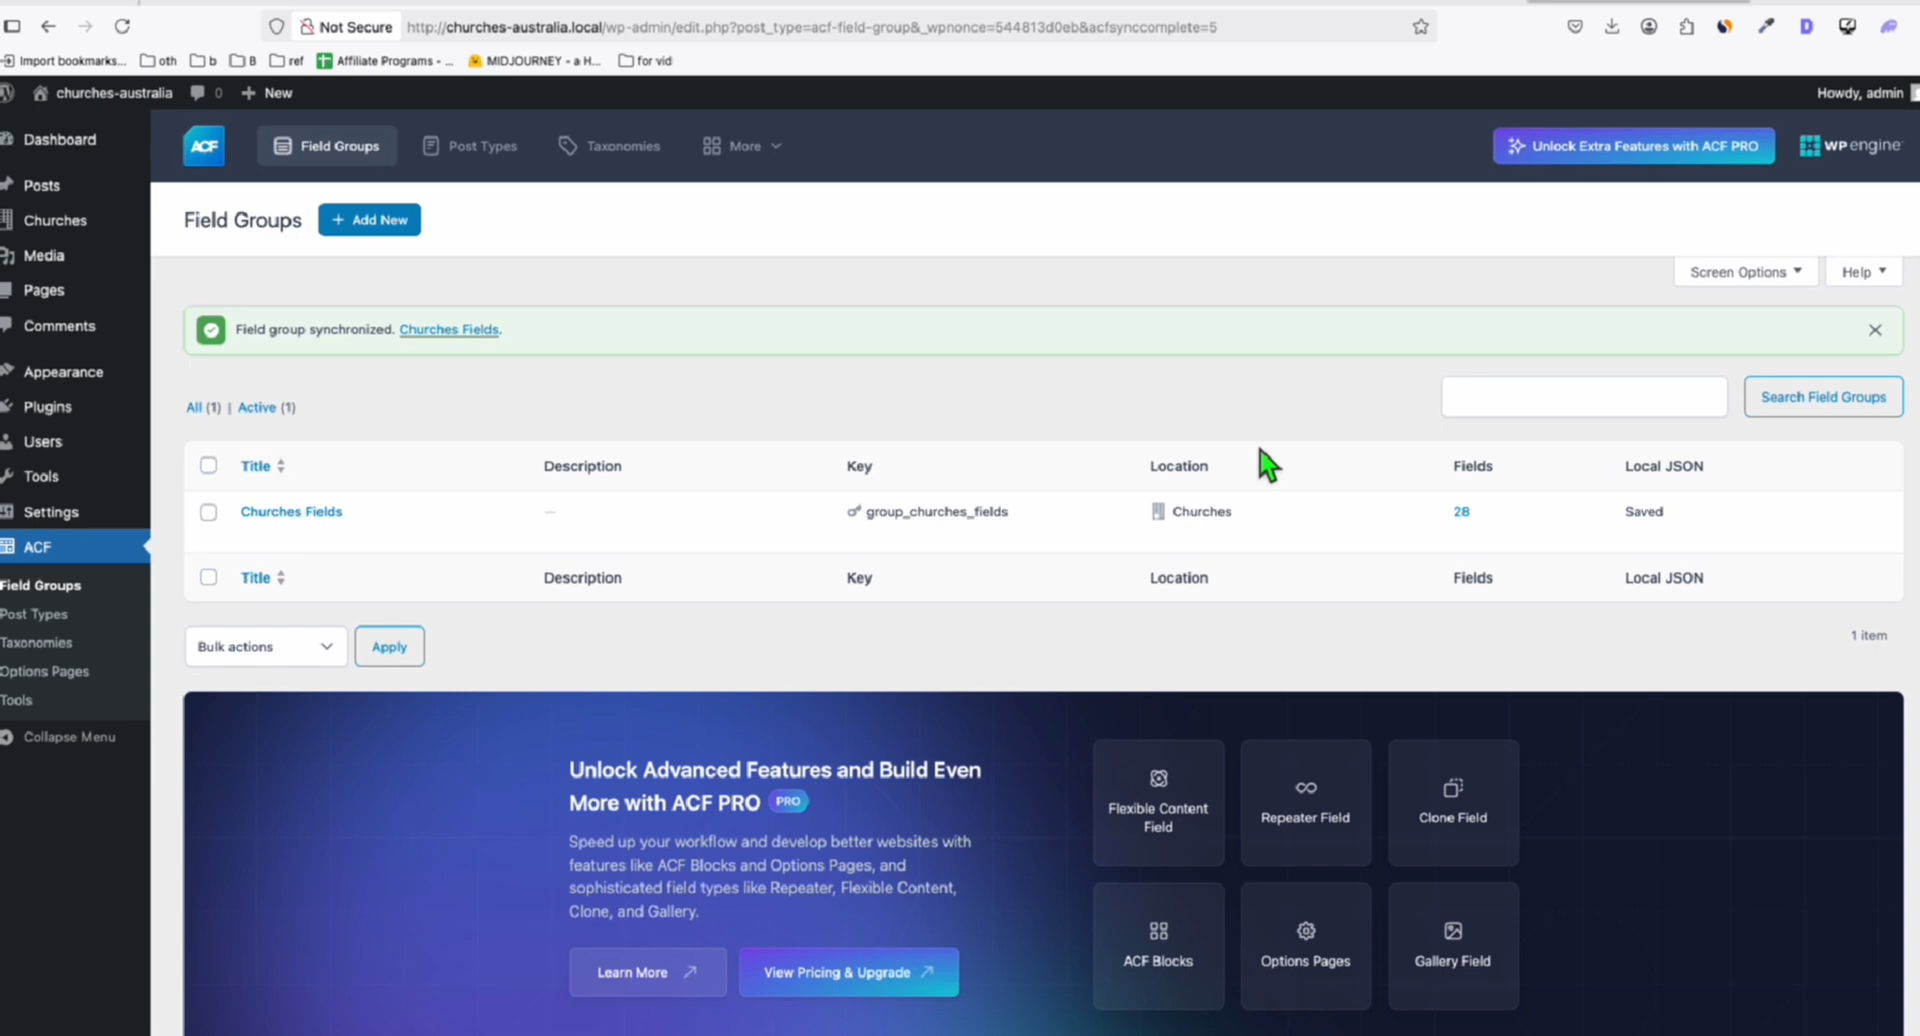 Not Secure http://churches-australia.local/wp-admin/edit.php?post_type=acf-field-group&_wpnonce=544813d0eb&acfsynccomplete=5
Import bookmarks... oth b B ref Affiliate Programs - ... MIDJOURNEY - a H... for vid
churches-australia 0 + New Howdy, admin
ACF Field Groups Post Types Taxonomies More Unlock Extra Features with ACF PRO WP engine
Dashboard
Posts
Churches
Media
Pages
Comments
Appearance
Plugins
Users
Tools
Settings
ACF
Field Groups
Post Types
Taxonomies
Options Pages
Tools
Collapse Menu
Field Groups + Add New
Screen Options Help
Field group synchronized. Churches Fields.
All (1) | Active (1) Search Field Groups
Title Description Key Location Fields Local JSON
Churches Fields — group_churches_fields Churches 28 Saved
Title Description Key Location Fields Local JSON
Bulk actions Apply 1 item
Unlock Advanced Features and Build Even
More with ACF PRO PRO
Speed up your workflow and develop better websites with
features like ACF Blocks and Options Pages, and
sophisticated field types like Repeater, Flexible Content,
Clone, and Gallery.
Learn More View Pricing & Upgrade
Flexible Content
Field
Repeater Field
Clone Field
ACF Blocks
Options Pages
Gallery Field